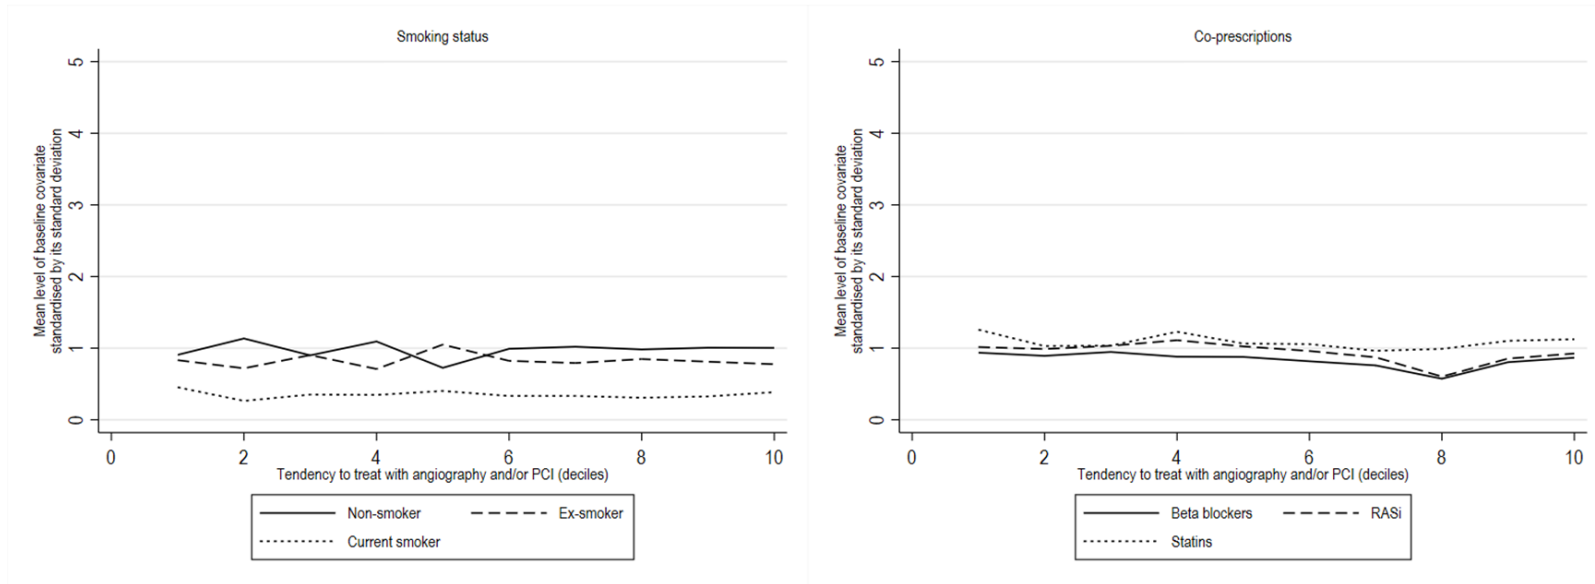 Smoking status
Mean level of baseline covariate
standardised by its standard deviation
5
4
3
2
1
0
0 2 4 6 8 10
Tendency to treat with angiography and/or PCI (deciles)
Non-smoker Ex-smoker
Current smoker
Co-prescriptions
Mean level of baseline covariate
standardised by its standard deviation
5
4
3
2
1
0
0 2 4 6 8 10
Tendency to treat with angiography and/or PCI (deciles)
Beta blockers RASi
Statins